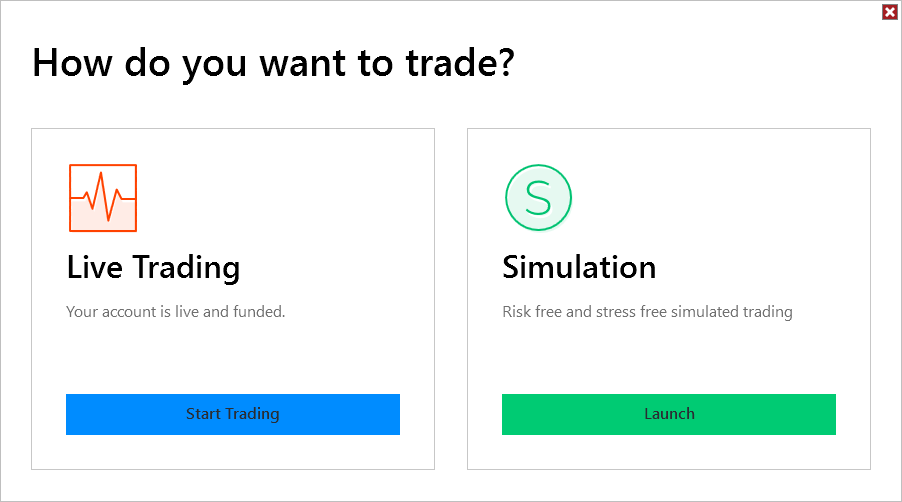 How do you want to trade?
S
Live Trading
Simulation
Your account is live and funded.
Risk free and stress free simulated trading
Start Trading
Launch